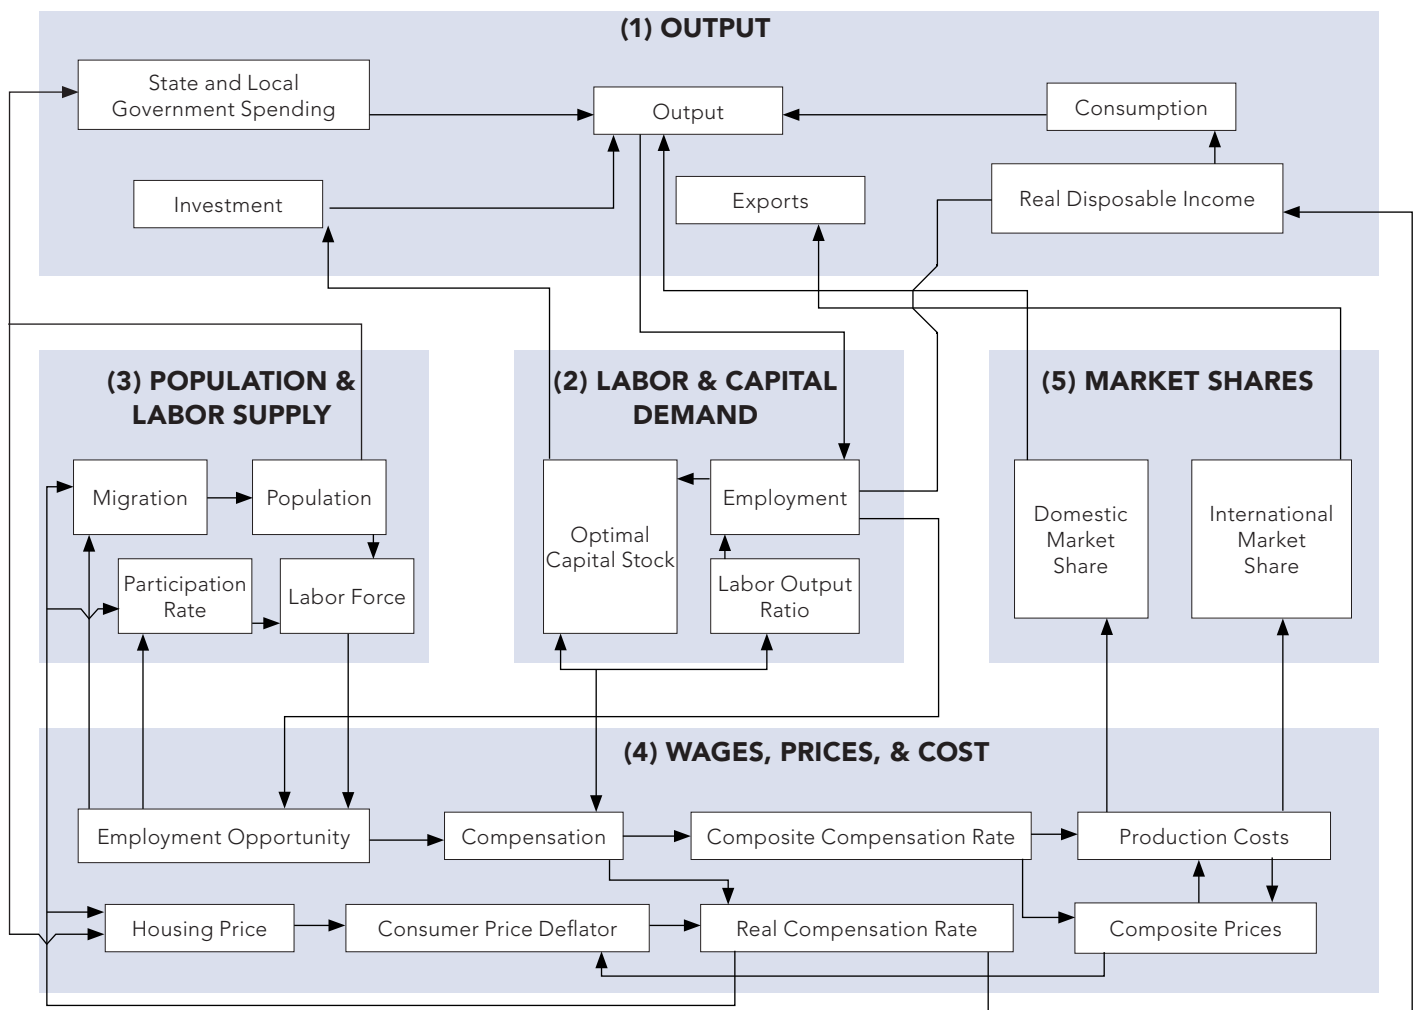 (1) OUTPUT
State and Local
Government Spending
Output
Consumption
Investment
Exports
Real Disposable Income
(3) POPULATION &
LABOR SUPPLY
(2) LABOR & CAPITAL
DEMAND
(5) MARKET SHARES
Migration
Population
Participation
Rate
Labor Force
Optimal
Capital Stock
Employment
Labor Output
Ratio
Domestic
Market
Share
International
Market
Share
(4) WAGES, PRICES, & COST
Employment Opportunity
Compensation
Composite Compensation Rate
Production Costs
Housing Price
Consumer Price Deflator
Real Compensation Rate
Composite Prices